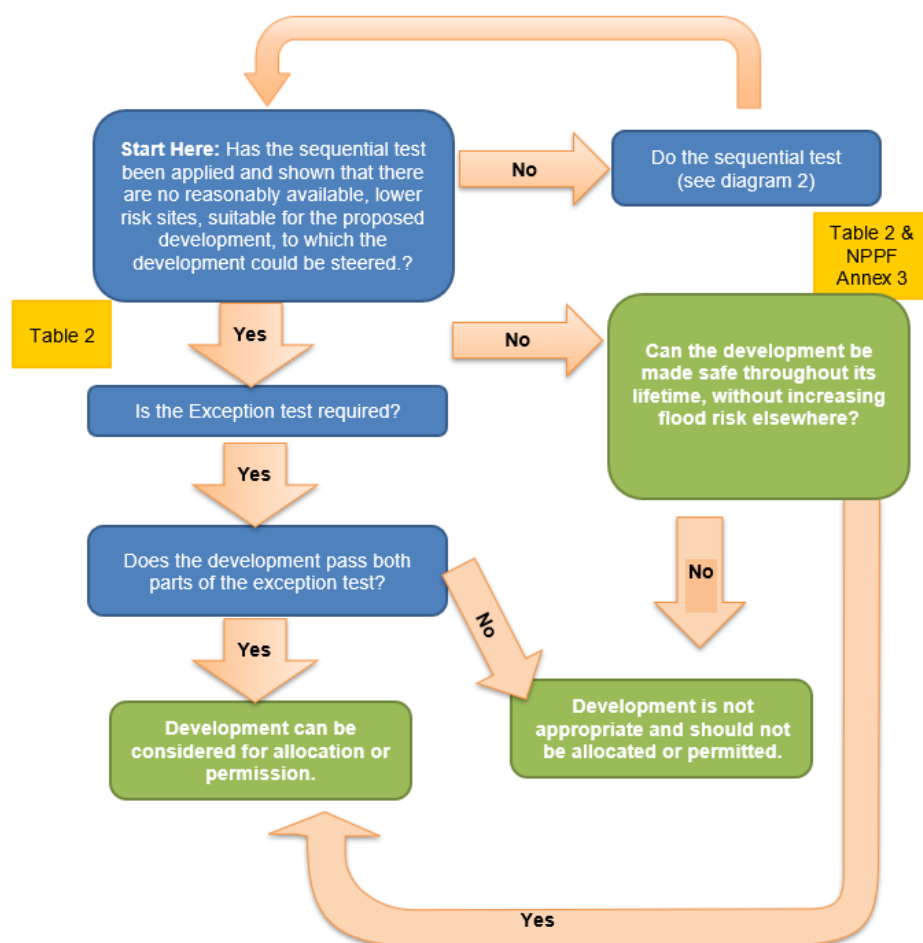 Start Here: Has the sequential test
been applied and shown that there
are no reasonably available, lower
risk sites, suitable for the proposed
development, to which the
development could be steered.?
No
Do the sequential test
(see diagram 2)
Table 2 &
NPPF
Annex 3
Table 2
Yes
No
Can the development be
made safe throughout its
lifetime, without increasing
flood risk elsewhere?
Is the Exception test required?
Yes
Does the development pass both
parts of the exception test?
No
No
Yes
Development can be
considered for allocation or
permission.
Development is not
appropriate and should not
be allocated or permitted.
Yes